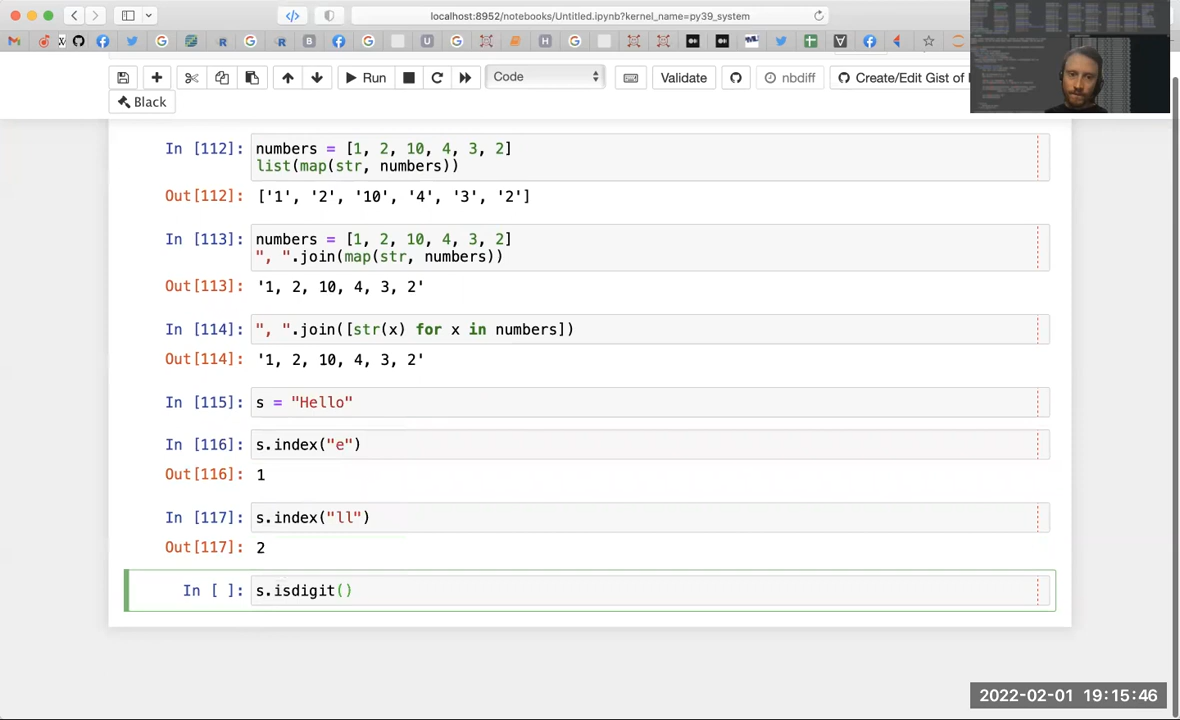 localhost:8952/notebooks/Untitled.ipynb?kernel_name=py39_system
Run
Code
Validate
nbdiff
Create/Edit Gist of
Black
In [112]: numbers = [1, 2, 10, 4, 3, 2]
list(map(str, numbers))
Out[112]: ['1', '2', '10', '4', '3', '2']
In [113]: numbers = [1, 2, 10, 4, 3, 2]
", ".join(map(str, numbers))
Out[113]: '1, 2, 10, 4, 3, 2'
In [114]: ", ".join([str(x) for x in numbers])
Out[114]: '1, 2, 10, 4, 3, 2'
In [115]: s = "Hello"
In [116]: s.index("e")
Out[116]: 1
In [117]: s.index("ll")
Out[117]: 2
In [ ]: s.isdigit()
2022-02-01 19:15:46